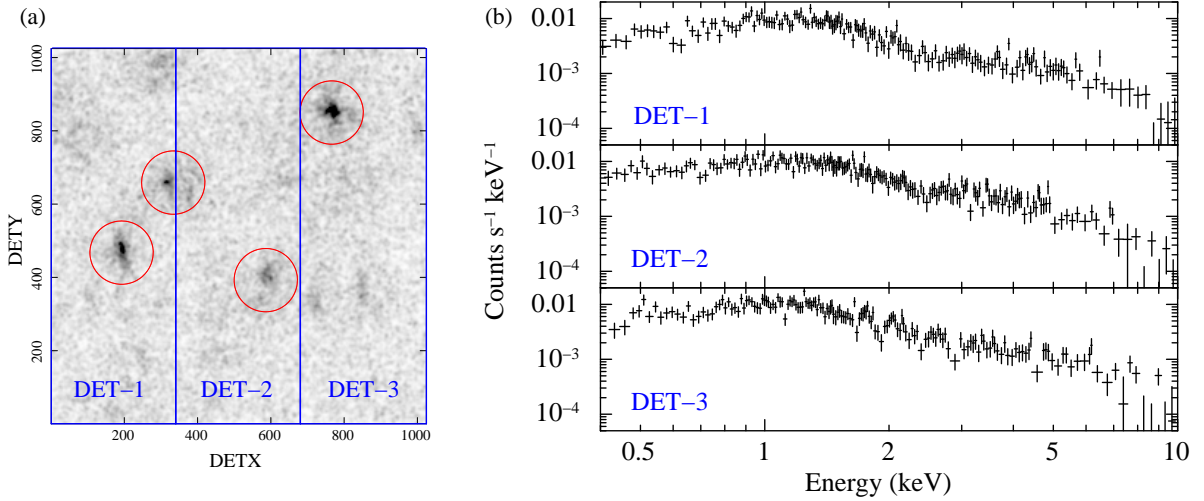 (a)
DETY
1000
800
600
400
200
DET−1 DET−2 DET−3
200 400 600 800 1000
DETX
(b)
Counts s⁻¹ keV⁻¹
0.01
10⁻³
10⁻⁴
DET−1
0.01
10⁻³
10⁻⁴
DET−2
0.01
10⁻³
10⁻⁴
DET−3
0.5 1 2 5 10
Energy (keV)